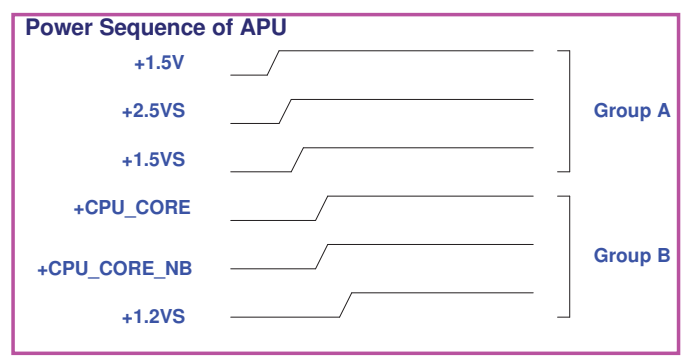 Power Sequence of APU
+1.5V
+2.5VS
Group A
+1.5VS
+CPU_CORE
+CPU_CORE_NB
Group B
+1.2VS